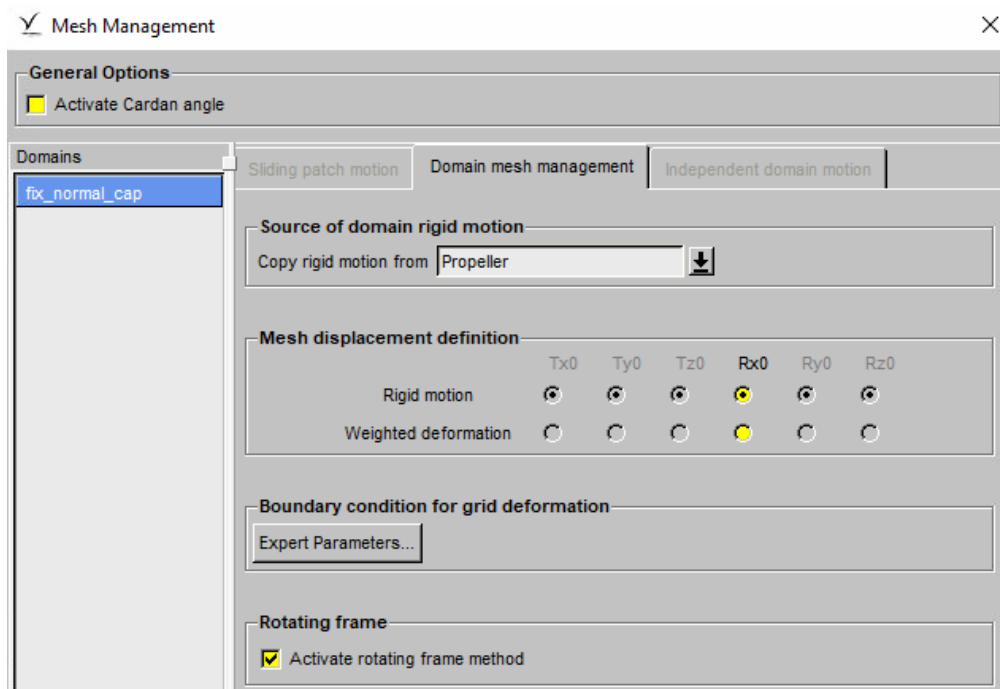 Mesh Management
General Options
Activate Cardan angle
Domains
fix_normal_cap
Sliding patch motion
Domain mesh management
Independent domain motion
Source of domain rigid motion
Copy rigid motion from Propeller
Mesh displacement definition
Tx0 Ty0 Tz0 Rx0 Ry0 Rz0
Rigid motion
Weighted deformation
Boundary condition for grid deformation
Expert Parameters...
Rotating frame
Activate rotating frame method